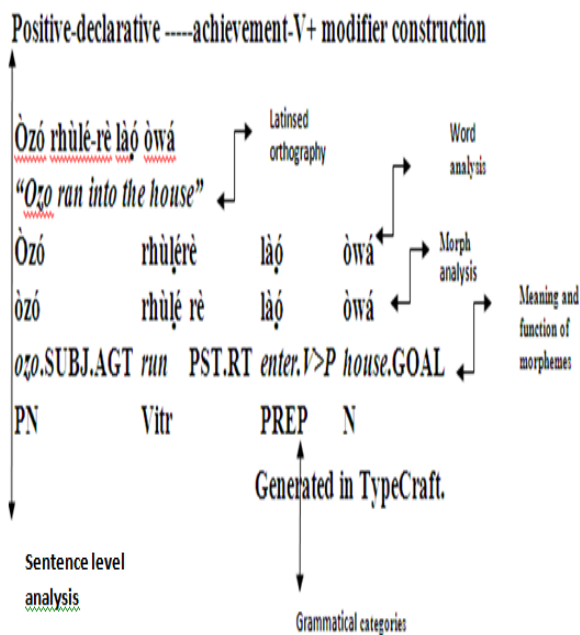 Positive-declarative -----achievement-V+ modifier construction
Òzó rhùlé-rè làọ́ òwá
Latinsed orthography
“Ozo ran into the house”
Word analysis
Òzó rhùlẹ́rè làọ́ òwá
Morph analysis
òzó rhùlẹ́ rè làọ́ òwá
Meaning and function of morphemes
ozo.SUBJ.AGT run PST.RT enter.V>P house.GOAL
PN Vitr PREP N
Generated in TypeCraft.
Sentence level analysis
Grammatical categories